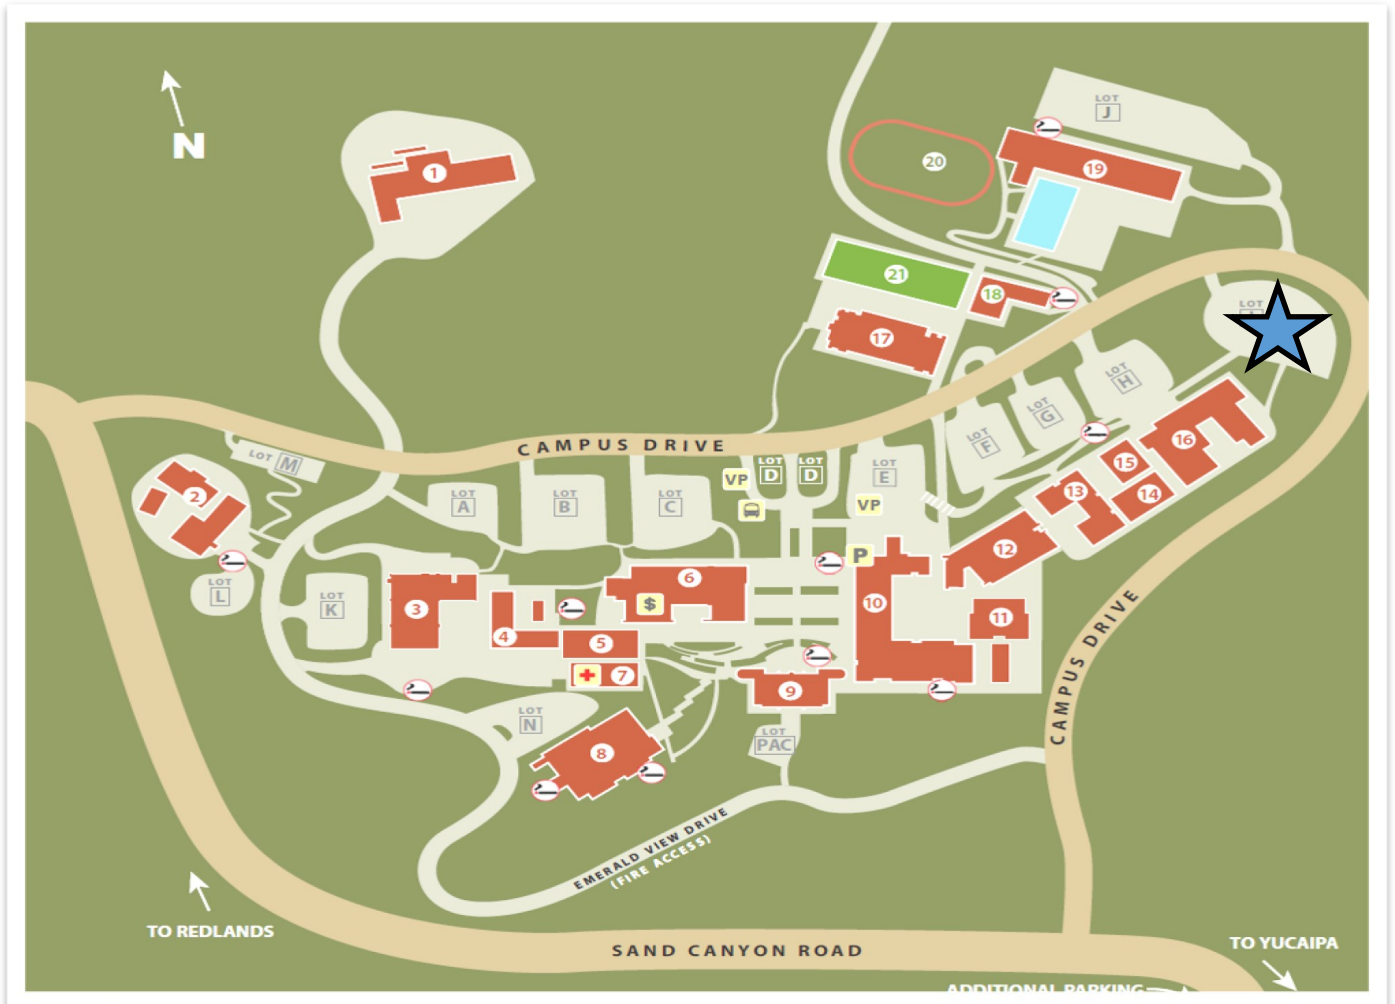 N
1
LOT
J
20
19
21
18
17
LOT
LOT
H
LOT
G
LOT
F
CAMPUS DRIVE
LOT M
2
LOT
A
LOT
B
LOT
C
VP
LOT
D
LOT
D
LOT
E
VP
16
15
14
13
12
P
LOT
L
LOT
K
3
4
5
6
$
7
10
11
9
CAMPUS DRIVE
LOT
N
8
LOT
PAC
EMERALD VIEW DRIVE
(FIRE ACCESS)
TO REDLANDS
SAND CANYON ROAD
TO YUCAIPA
ADDITIONAL PARKING